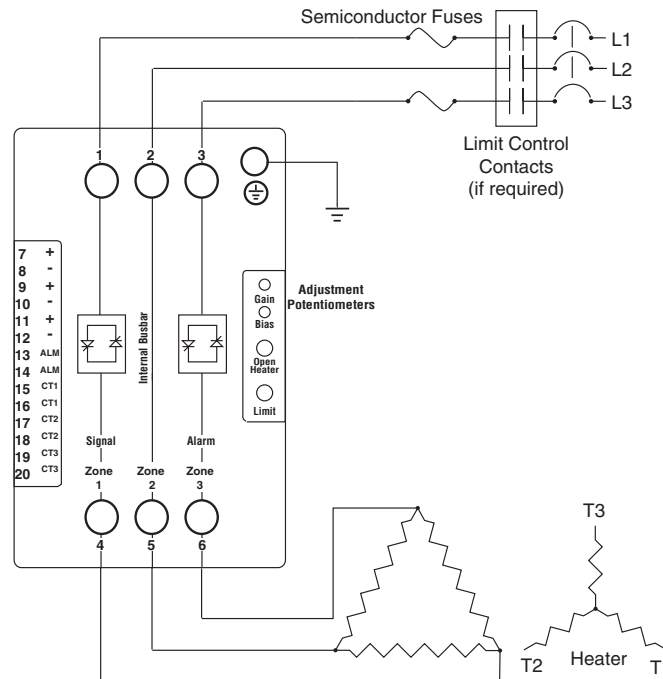 Semiconductor Fuses
L1
L2
L3
Limit Control
Contacts
(if required)
1
2
3
7 +
8 -
9 +
10 -
11 +
12 -
13 ALM
14 ALM
15 CT1
16 CT1
17 CT2
18 CT2
19 CT3
20 CT3
Internal Busbar
Gain
Bias
Open
Heater
Limit
Adjustment
Potentiometers
Signal
Alarm
Zone
1
Zone
2
Zone
3
4
5
6
T3
T2
Heater
T